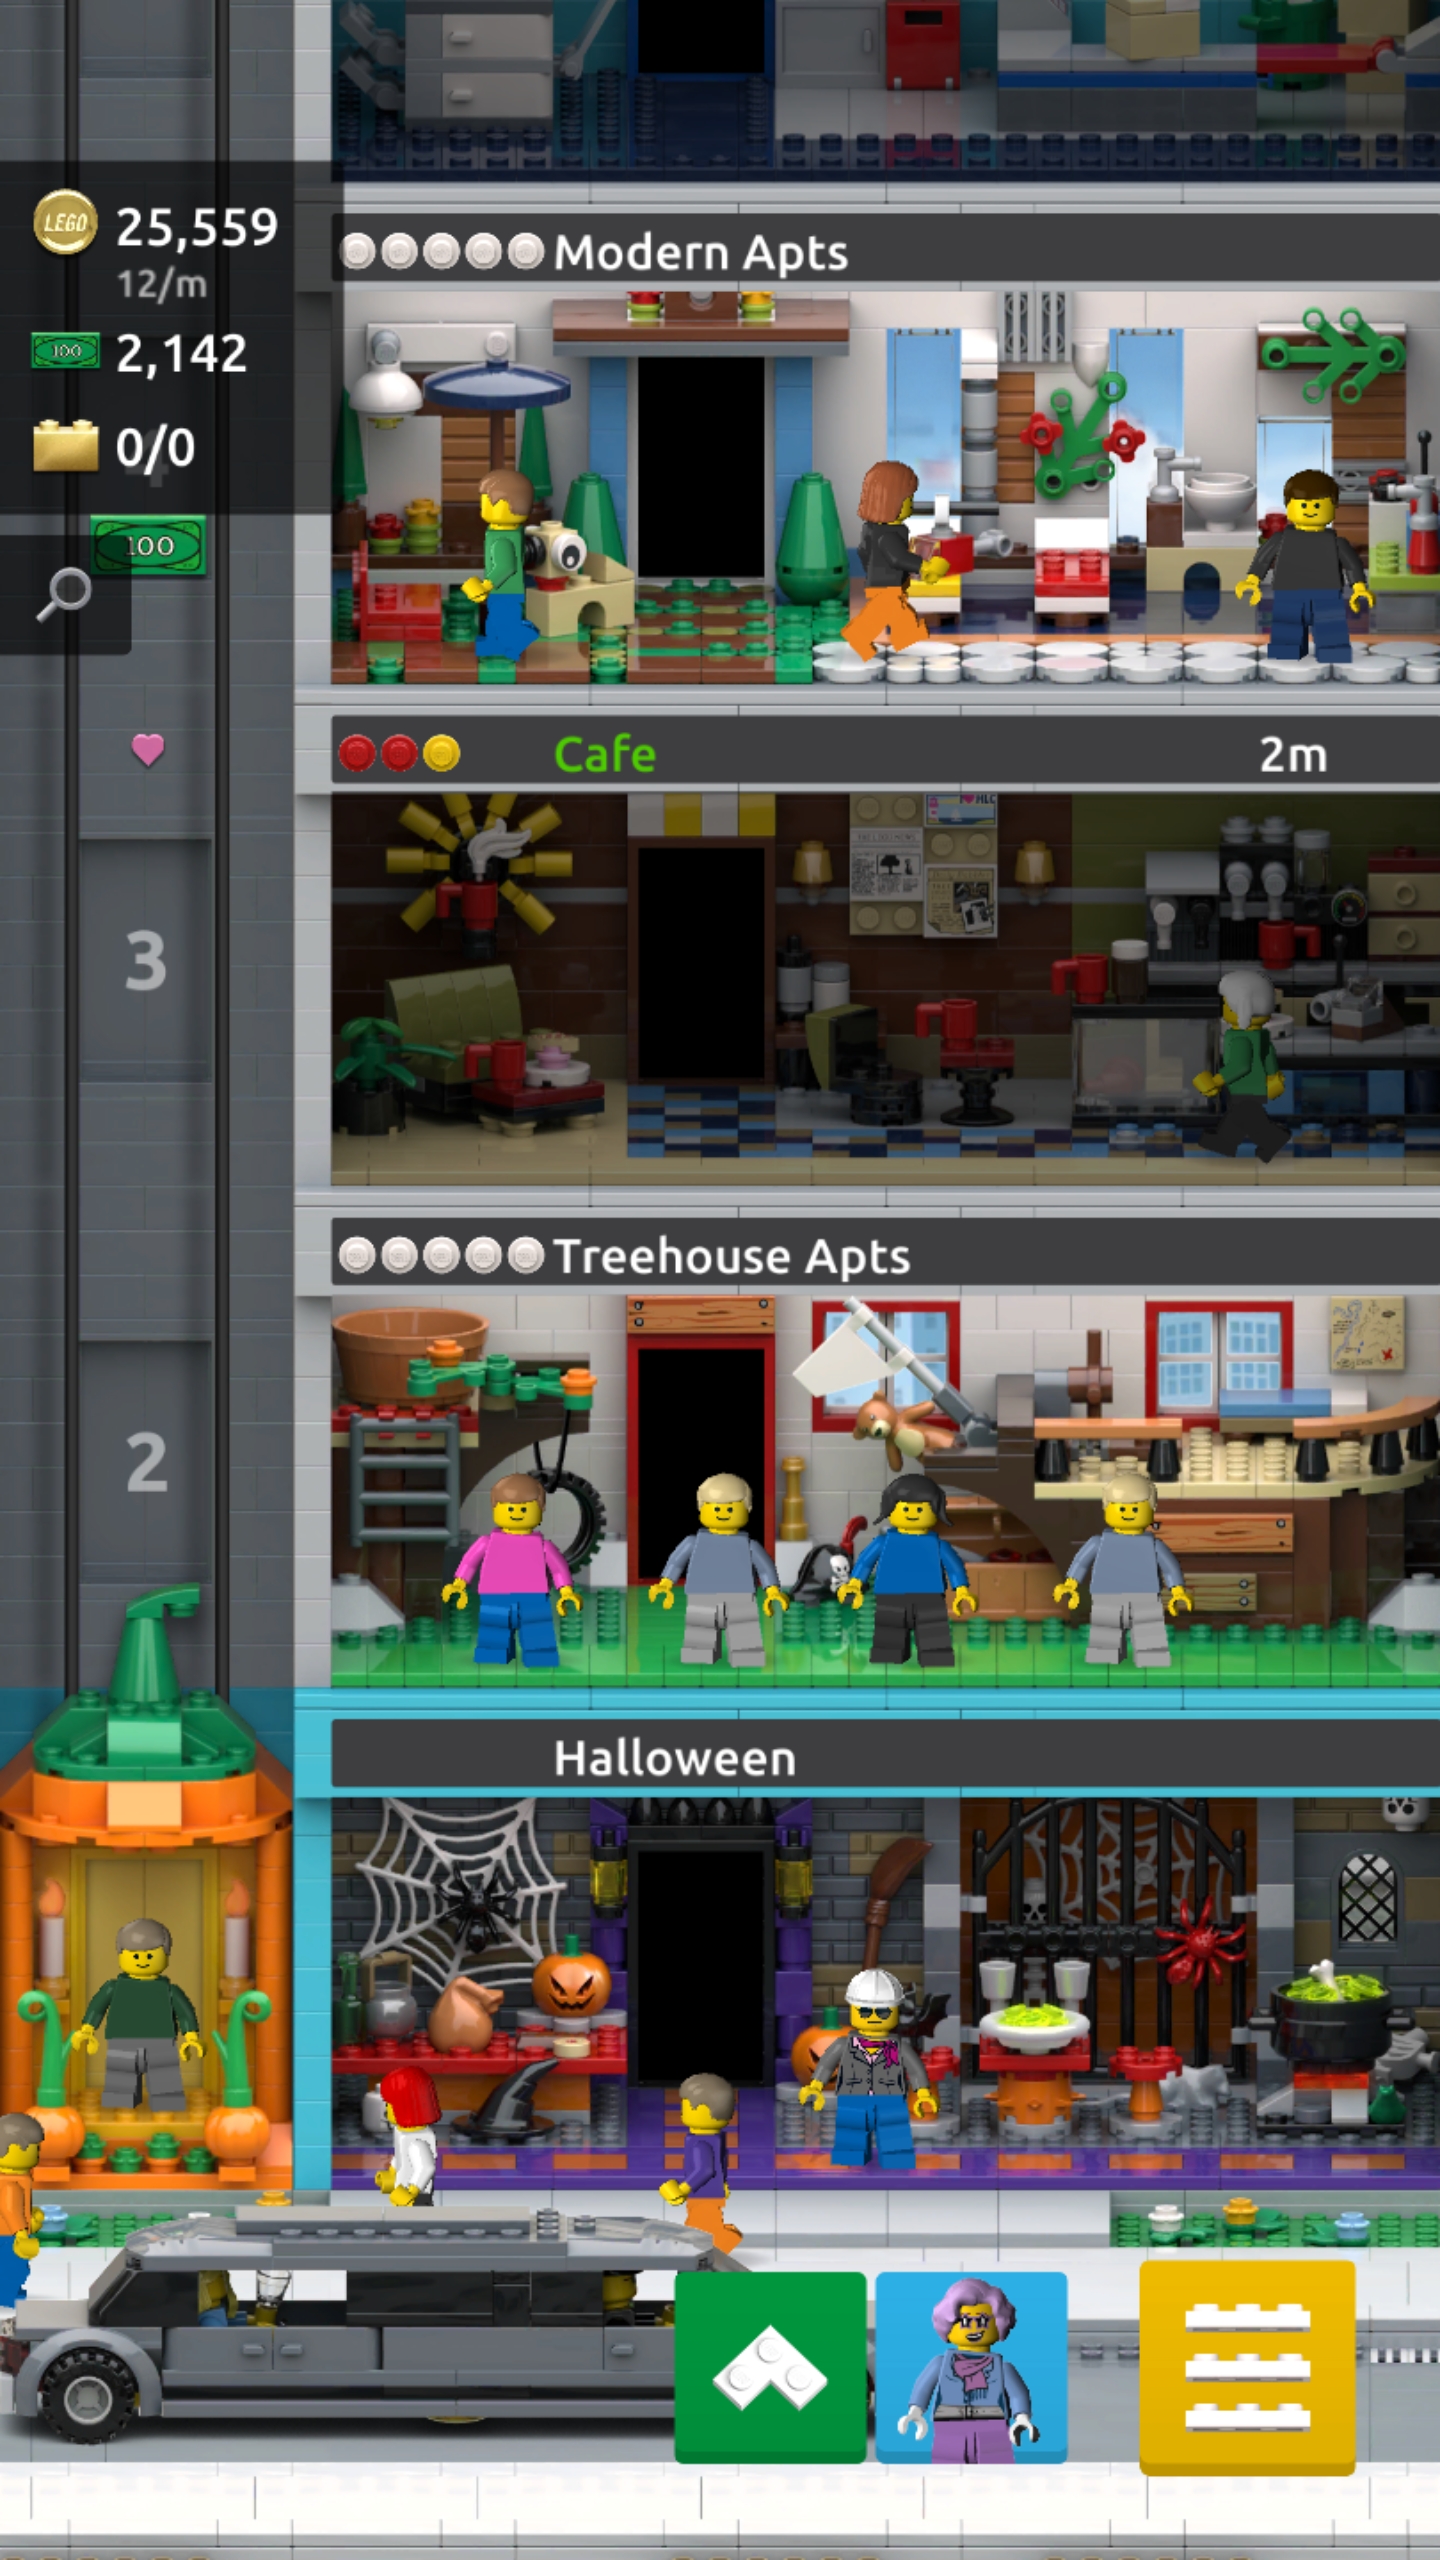 LEGO 25,559
12/m
100 2,142
0/0
100
Modern Apts
Cafe 2m
3
Treehouse Apts
2
Halloween